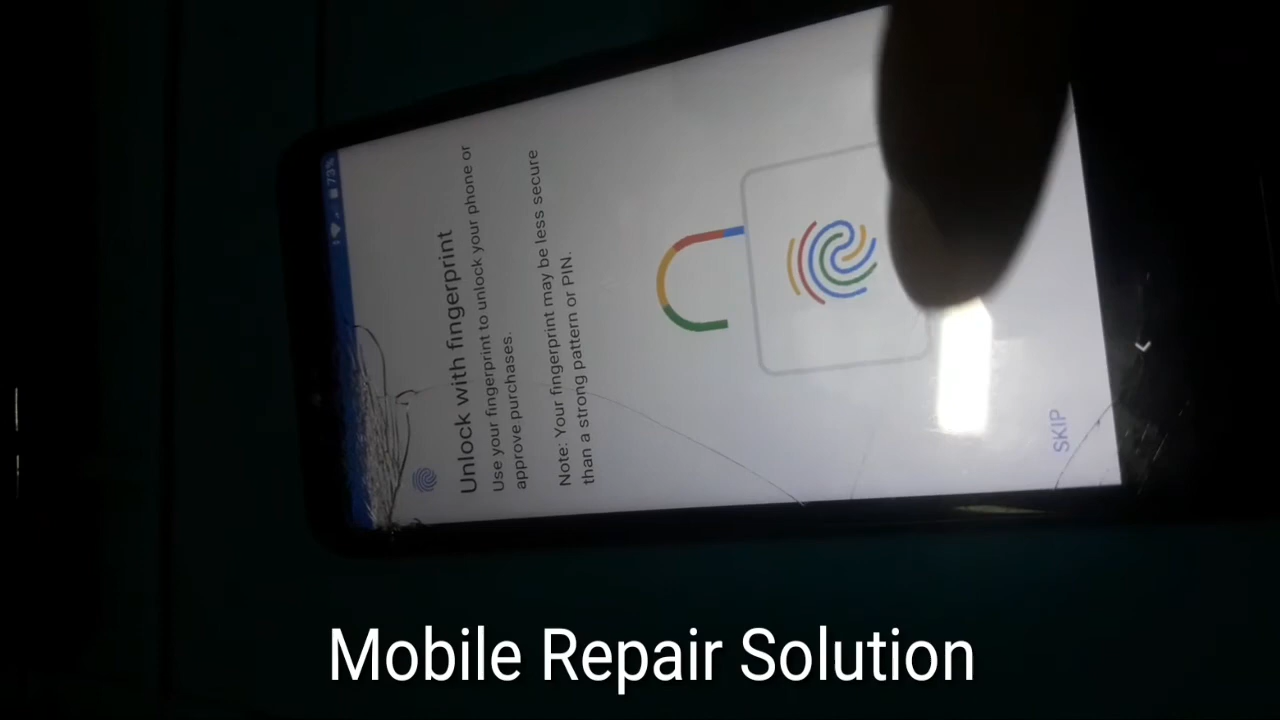 73%
Unlock with fingerprint
Use your fingerprint to unlock your phone or
approve purchases.
Note: Your fingerprint may be less secure
than a strong pattern or PIN.
SKIP
Mobile Repair Solution